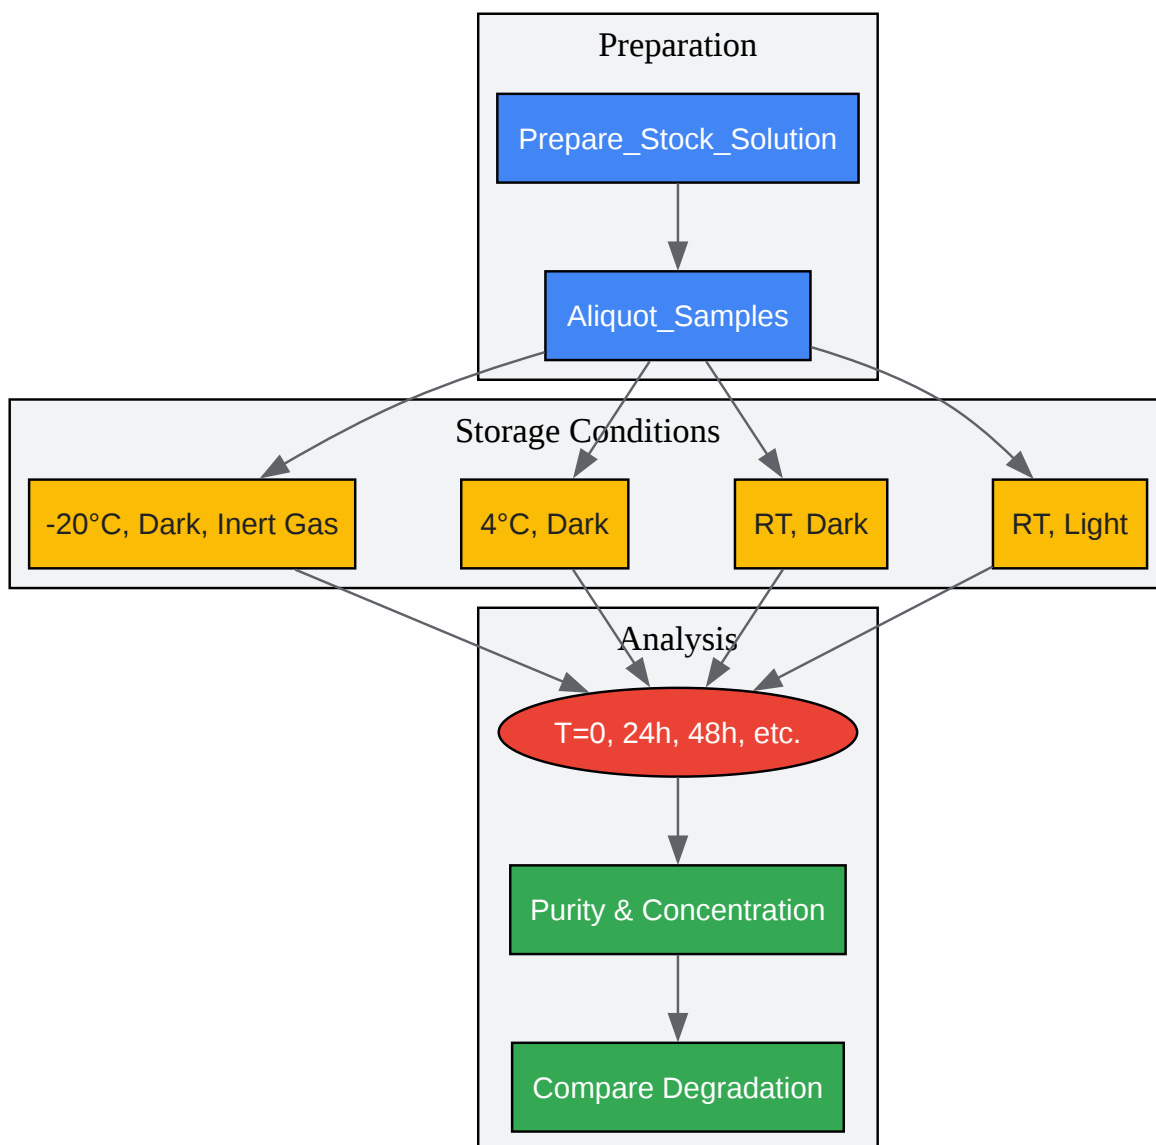 Preparation
Prepare_Stock_Solution
Aliquot_Samples
Storage Conditions
-20°C, Dark, Inert Gas
4°C, Dark
RT, Dark
RT, Light
Analysis
T=0, 24h, 48h, etc.
Purity & Concentration
Compare Degradation